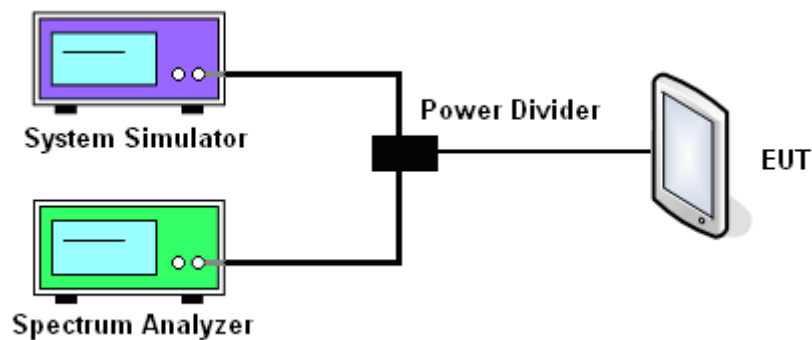 System Simulator
Power Divider
EUT
Spectrum Analyzer